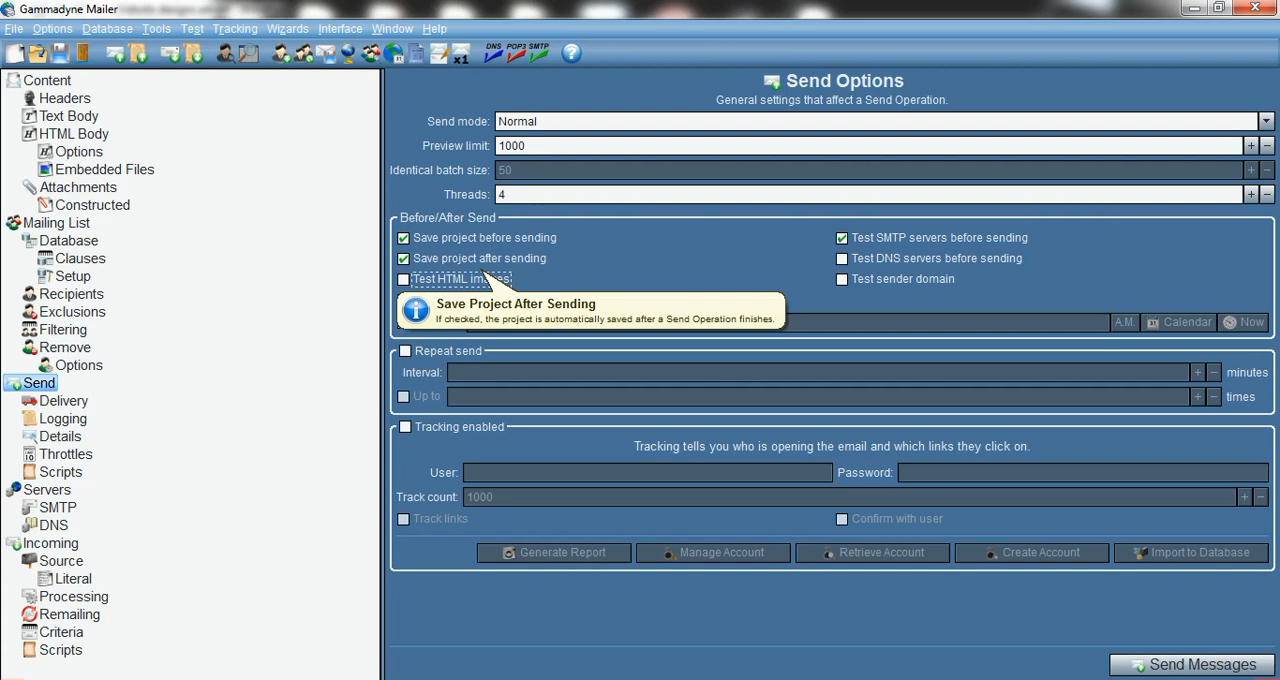 Gammadyne Mailer
File Options Database Tools Test Tracking Wizards Interface Window Help
x1 DNS POP3 SMTP ?
Content
Headers
Text Body
HTML Body
Options
Embedded Files
Attachments
Constructed
Mailing List
Database
Clauses
Setup
Recipients
Exclusions
Filtering
Remove
Options
Send
Delivery
Logging
Details
Throttles
Scripts
Servers
SMTP
DNS
Incoming
Source
Literal
Processing
Remailing
Criteria
Scripts
Send Options
General settings that affect a Send Operation.
Send mode: Normal
Preview limit: 1000 + −
Identical batch size: 50 + −
Threads: 4 + −
Before/After Send
Save project before sending
Test SMTP servers before sending
Save project after sending
Test DNS servers before sending
Test HTML images
Test sender domain
Save Project After Sending
If checked, the project is automatically saved after a Send Operation finishes.
A.M. Calendar Now
Repeat send
Interval: + − minutes
Up to + − times
Tracking enabled
Tracking tells you who is opening the email and which links they click on.
User: Password:
Track count: 1000 + −
Track links Confirm with user
Generate Report Manage Account Retrieve Account Create Account Import to Database
Send Messages